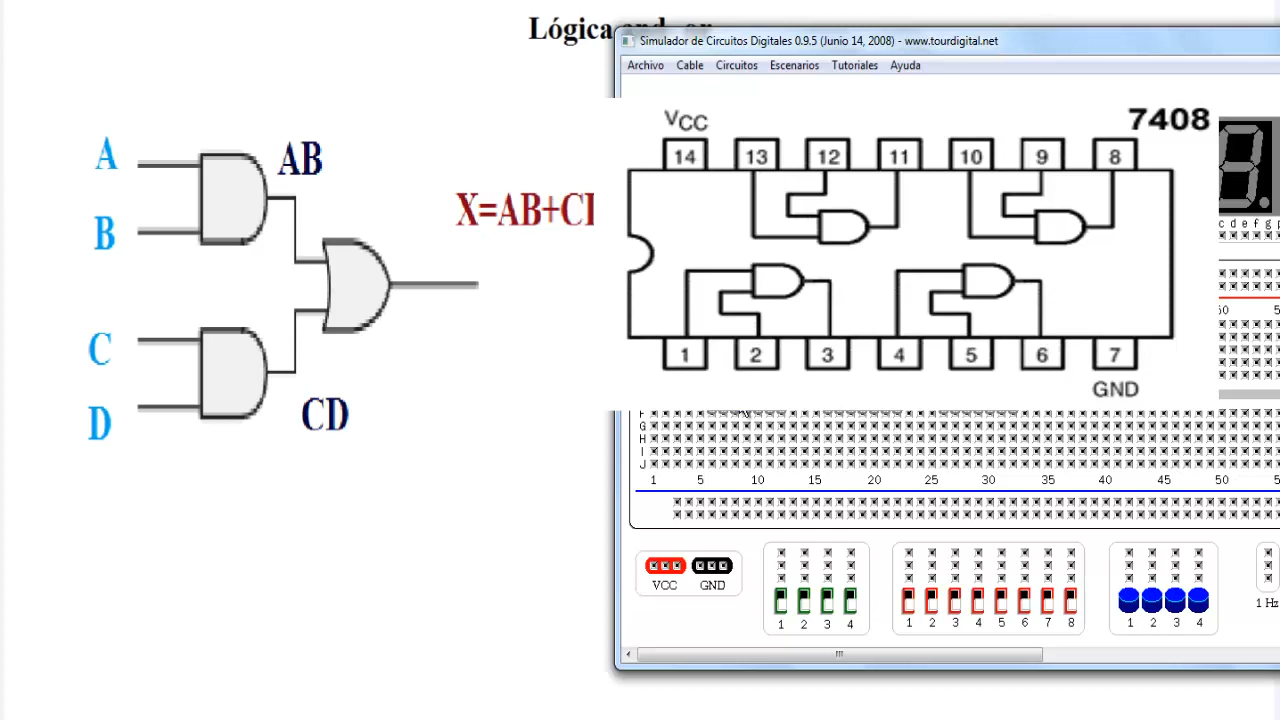 Lógica and or
Simulador de Circuitos Digitales 0.9.5 (Junio 14, 2008) - www.tourdigital.net
Archivo Cable Circuitos Escenarios Tutoriales Ayuda
VCC 7408
14 13 12 11 10 9 8
1 2 3 4 5 6 7
GND
A
AB
B
X=AB+C
C
D
CD
c d e f g
50
F
G
H
I
J
1 5 10 15 20 25 30 35 40 45 50
VCC GND
1 2 3 4
1 2 3 4 5 6 7 8
1 2 3 4
1 Hz